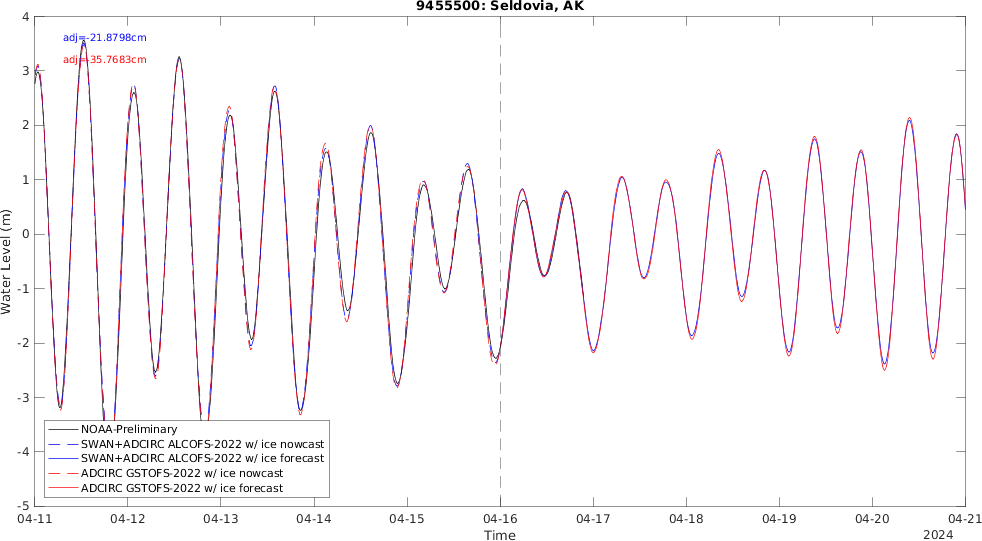 9455500: Seldovia, AK
adj=-21.8798cm
adj=-35.7683cm
Water Level (m)
4
3
2
1
0
-1
-2
-3
-4
-5
NOAA-Preliminary
SWAN+ADCIRC ALCOFS-2022 w/ ice nowcast
SWAN+ADCIRC ALCOFS-2022 w/ ice forecast
ADCIRC GSTOFS-2022 w/ ice nowcast
ADCIRC GSTOFS-2022 w/ ice forecast
04-11 04-12 04-13 04-14 04-15 04-16 04-17 04-18 04-19 04-20 04-21
Time
2024